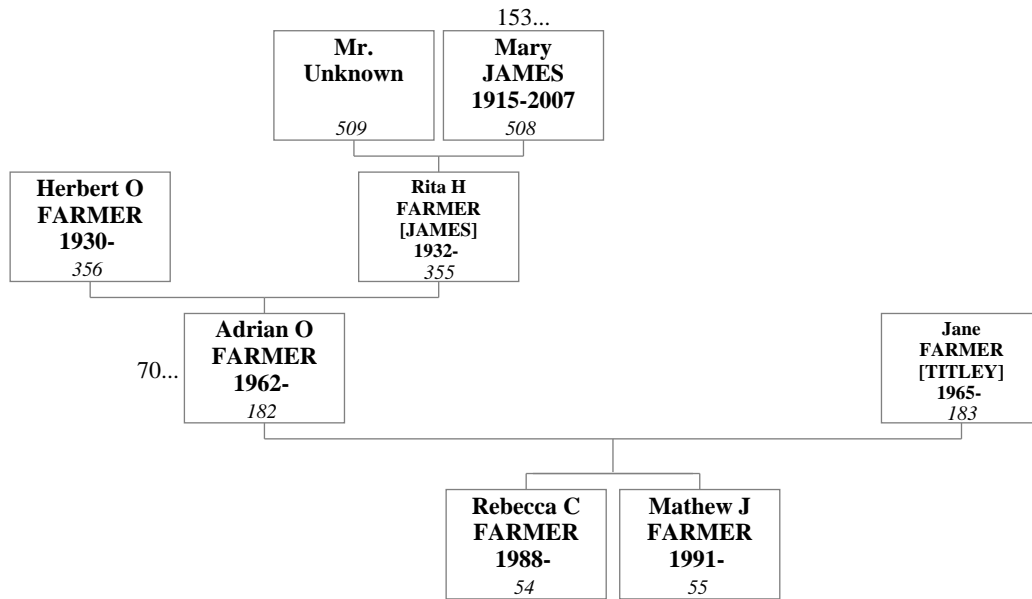 153...
Mr.
Unknown
509
Mary
JAMES
1915-2007
508
Herbert O
FARMER
1930-
356
Rita H
FARMER
[JAMES]
1932-
355
70...
Adrian O
FARMER
1962-
182
Jane
FARMER
[TITLEY]
1965-
183
Rebecca C
FARMER
1988-
54
Mathew J
FARMER
1991-
55